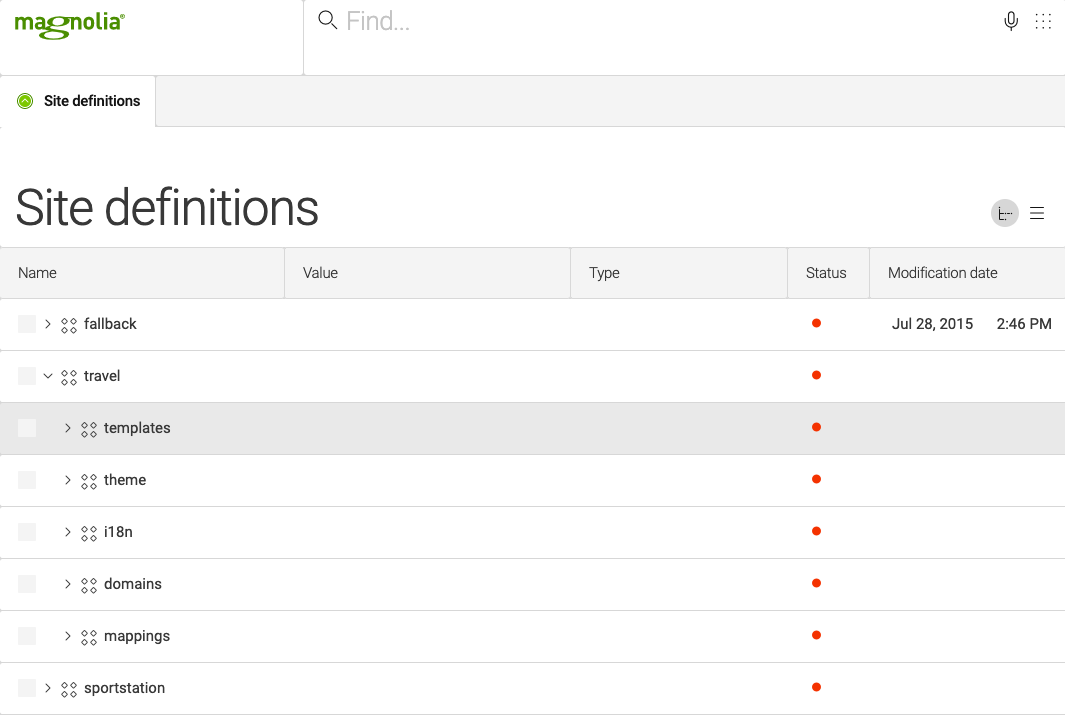 magnolia®
Find...
Site definitions
Site definitions
Name Value Type Status Modification date
fallback Jul 28, 2015 2:46 PM
travel
templates
theme
i18n
domains
mappings
sportstation